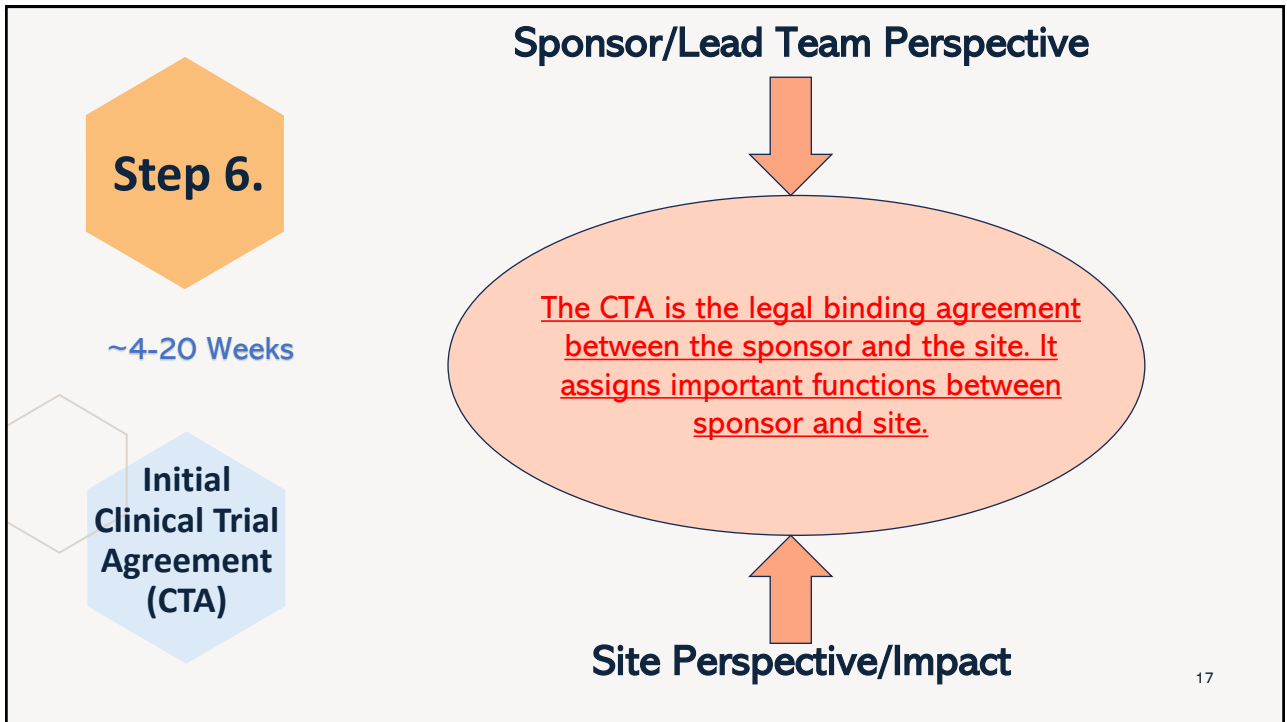 Sponsor/Lead Team Perspective
Step 6.
~4-20 Weeks
The CTA is the legal binding agreement
between the sponsor and the site. It
assigns important functions between
sponsor and site.
Initial
Clinical Trial
Agreement
(CTA)
Site Perspective/Impact
17